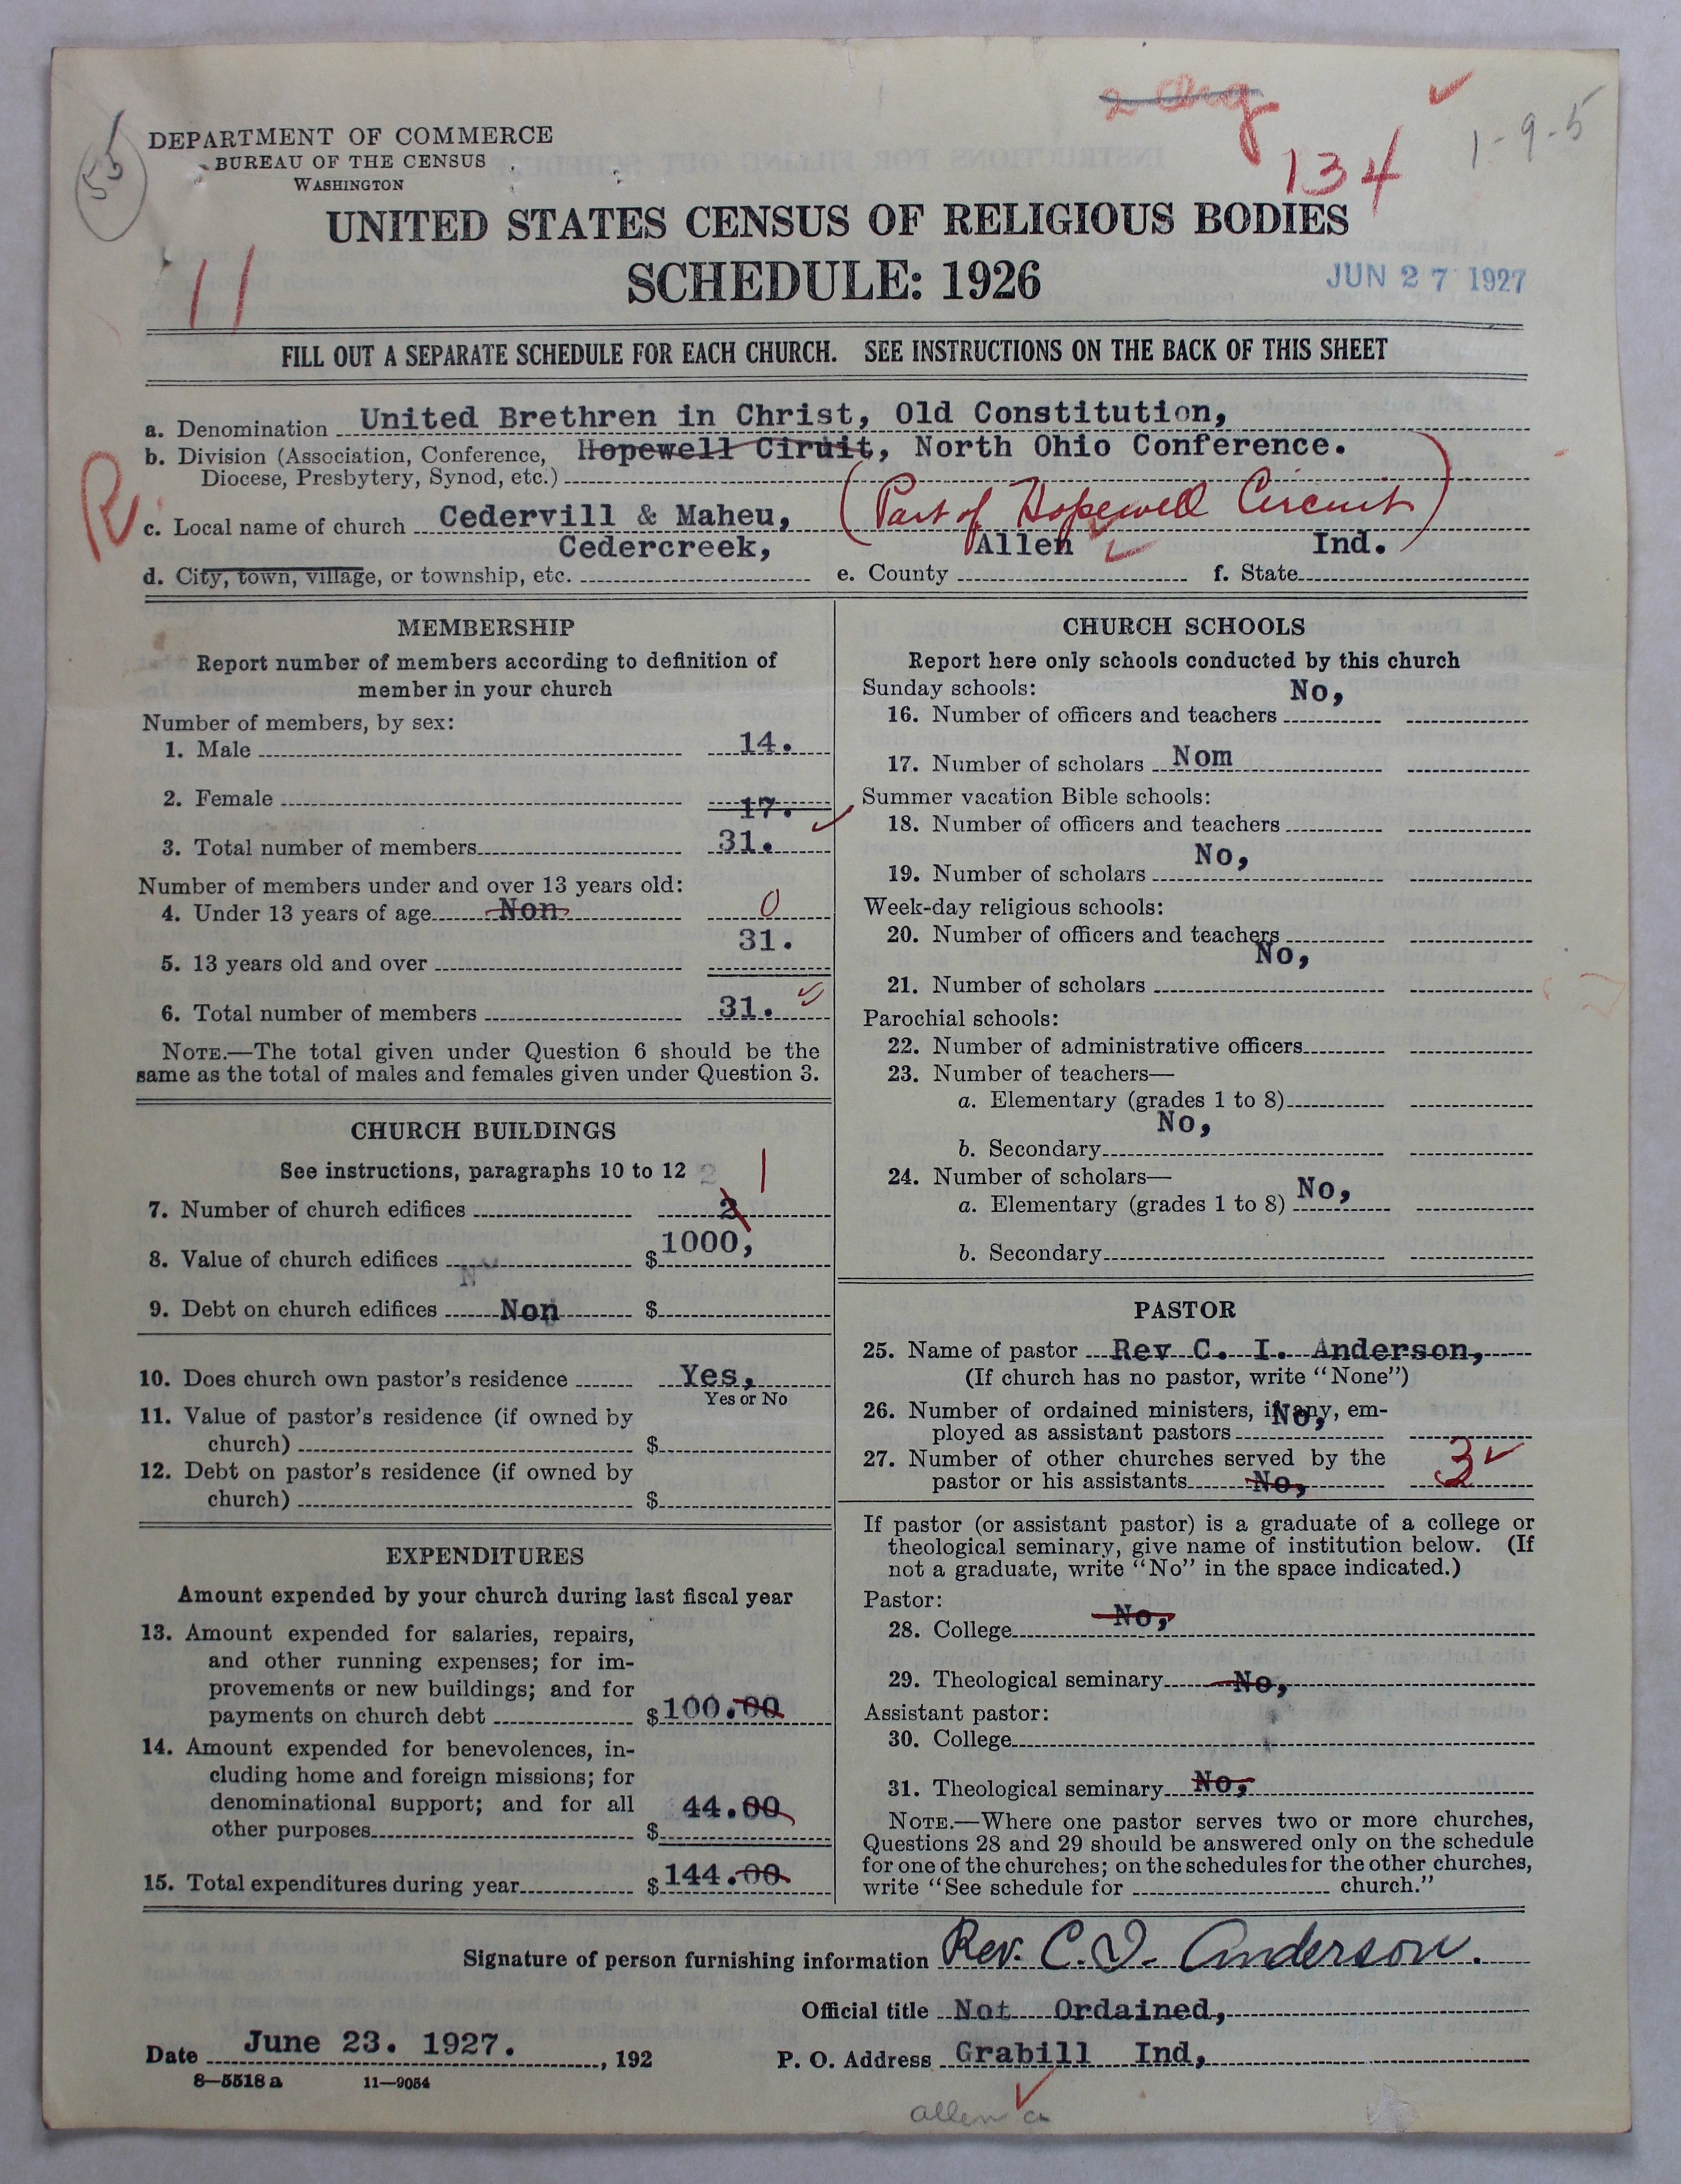 2 Org
134
1-9-5
55
DEPARTMENT OF COMMERCE
BUREAU OF THE CENSUS
WASHINGTON
UNITED STATES CENSUS OF RELIGIOUS BODIES
SCHEDULE: 1926
JUN 27 1927
11
FILL OUT A SEPARATE SCHEDULE FOR EACH CHURCH. SEE INSTRUCTIONS ON THE BACK OF THIS SHEET
a. Denomination United Brethren in Christ, Old Constitution,
b. Division (Association, Conference, Hopewell Ciruit, North Ohio Conference.
Diocese, Presbytery, Synod, etc.)
R
c. Local name of church Cedervill & Maheu, (Part of Hopewell Circuit)
Cedercreek, Allen Ind.
d. City, town, village, or township, etc. e. County f. State
MEMBERSHIP
Report number of members according to definition of
member in your church
Number of members, by sex:
1. Male 14.
2. Female 17.
3. Total number of members 31.
Number of members under and over 13 years old:
4. Under 13 years of age Non 0
31.
5. 13 years old and over
6. Total number of members 31.
NOTE.—The total given under Question 6 should be the
same as the total of males and females given under Question 3.
CHURCH BUILDINGS
See instructions, paragraphs 10 to 12 2 1
7. Number of church edifices 2
8. Value of church edifices $1000,
9. Debt on church edifices Non $
10. Does church own pastor's residence Yes,
Yes or No
11. Value of pastor's residence (if owned by
church) $
12. Debt on pastor's residence (if owned by
church) $
EXPENDITURES
Amount expended by your church during last fiscal year
13. Amount expended for salaries, repairs,
and other running expenses; for im-
provements or new buildings; and for
payments on church debt $100.00
14. Amount expended for benevolences, in-
cluding home and foreign missions; for
denominational support; and for all 44.00
other purposes $
15. Total expenditures during year $144.00
CHURCH SCHOOLS
Report here only schools conducted by this church
Sunday schools: No,
16. Number of officers and teachers
17. Number of scholars Nom
Summer vacation Bible schools:
18. Number of officers and teachers
No,
19. Number of scholars
Week-day religious schools:
20. Number of officers and teachers
No,
21. Number of scholars
Parochial schools:
22. Number of administrative officers
23. Number of teachers—
a. Elementary (grades 1 to 8)
No,
b. Secondary
24. Number of scholars—
a. Elementary (grades 1 to 8) No,
b. Secondary
PASTOR
25. Name of pastor Rev C. I. Anderson,
(If church has no pastor, write "None")
26. Number of ordained ministers, if any, em- No,
ployed as assistant pastors
27. Number of other churches served by the
pastor or his assistants No, 3
If pastor (or assistant pastor) is a graduate of a college or
theological seminary, give name of institution below. (If
not a graduate, write "No" in the space indicated.)
Pastor:
28. College No,
29. Theological seminary No,
Assistant pastor:
30. College
31. Theological seminary No,
NOTE.—Where one pastor serves two or more churches,
Questions 28 and 29 should be answered only on the schedule
for one of the churches; on the schedules for the other churches,
write "See schedule for church."
Signature of person furnishing information Rev. C. I. Anderson.
Official title Not Ordained,
Date June 23. 1927. , 192
P. O. Address Grabill Ind,
8—5518 a 11—9054
allen co